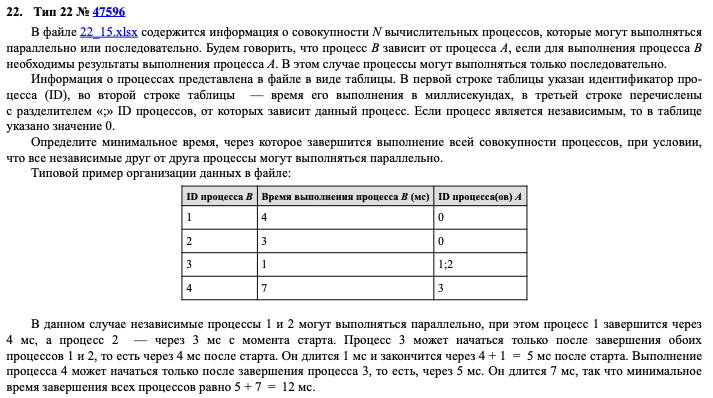 22. Тип 22 № 47596
В файле 22_15.xlsx содержится информация о совокупности N вычислительных процессов, которые могут выполняться
параллельно или последовательно. Будем говорить, что процесс B зависит от процесса A, если для выполнения процесса B
необходимы результаты выполнения процесса A. В этом случае процессы могут выполняться только последовательно.
Информация о процессах представлена в файле в виде таблицы. В первой строке таблицы указан идентификатор про-
цесса (ID), во второй строке таблицы — время его выполнения в миллисекундах, в третьей строке перечислены
с разделителем «;» ID процессов, от которых зависит данный процесс. Если процесс является независимым, то в таблице
указано значение 0.
Определите минимальное время, через которое завершится выполнение всей совокупности процессов, при условии,
что все независимые друг от друга процессы могут выполняться параллельно.
Типовой пример организации данных в файле:
ID процесса B Время выполнения процесса B (мс) ID процесса(ов) A
1 4 0
2 3 0
3 1 1;2
4 7 3
В данном случае независимые процессы 1 и 2 могут выполняться параллельно, при этом процесс 1 завершится через
4 мс, а процесс 2 — через 3 мс с момента старта. Процесс 3 может начаться только после завершения обоих
процессов 1 и 2, то есть через 4 мс после старта. Он длится 1 мс и закончится через 4 + 1 = 5 мс после старта. Выполнение
процесса 4 может начаться только после завершения процесса 3, то есть, через 5 мс. Он длится 7 мс, так что минимальное
время завершения всех процессов равно 5 + 7 = 12 мс.